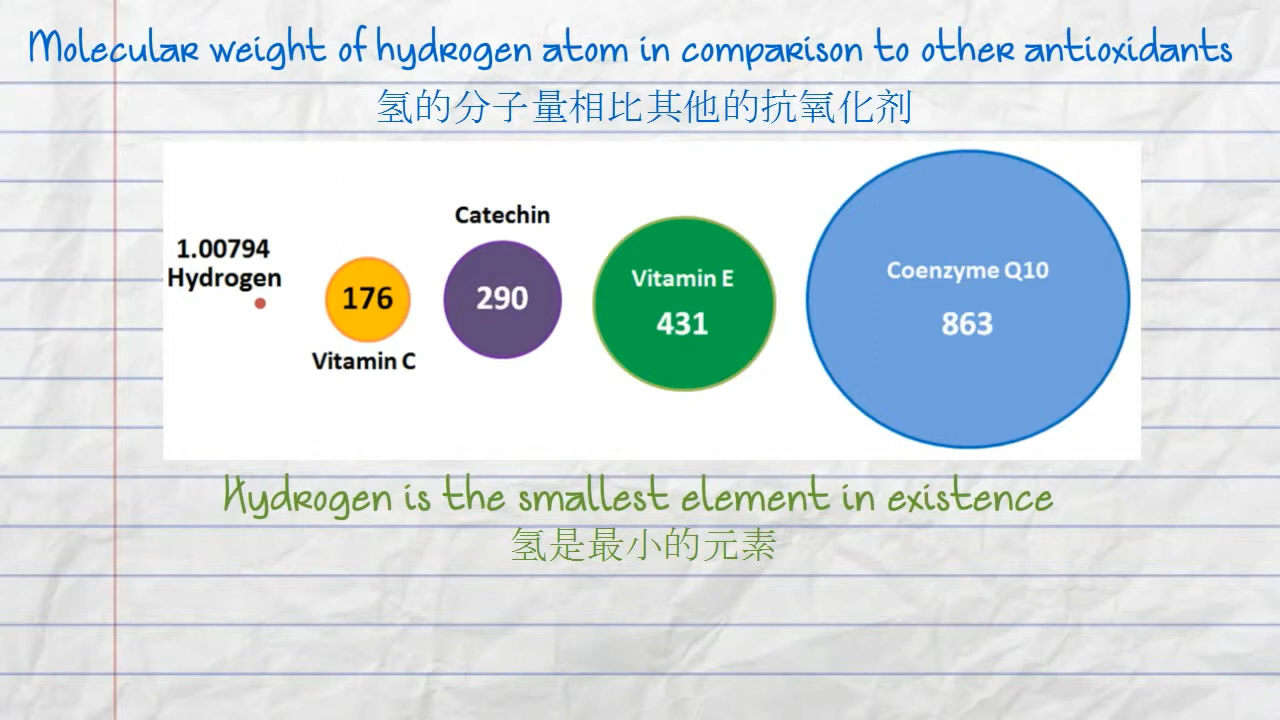 Molecular weight of hydrogen atom in comparison to other antioxidants
氢的分子量相比其他的抗氧化剂
1.00794
Hydrogen
176
Vitamin C
Catechin
290
Vitamin E
431
Coenzyme Q10
863
Hydrogen is the smallest element in existence
氢是最小的元素